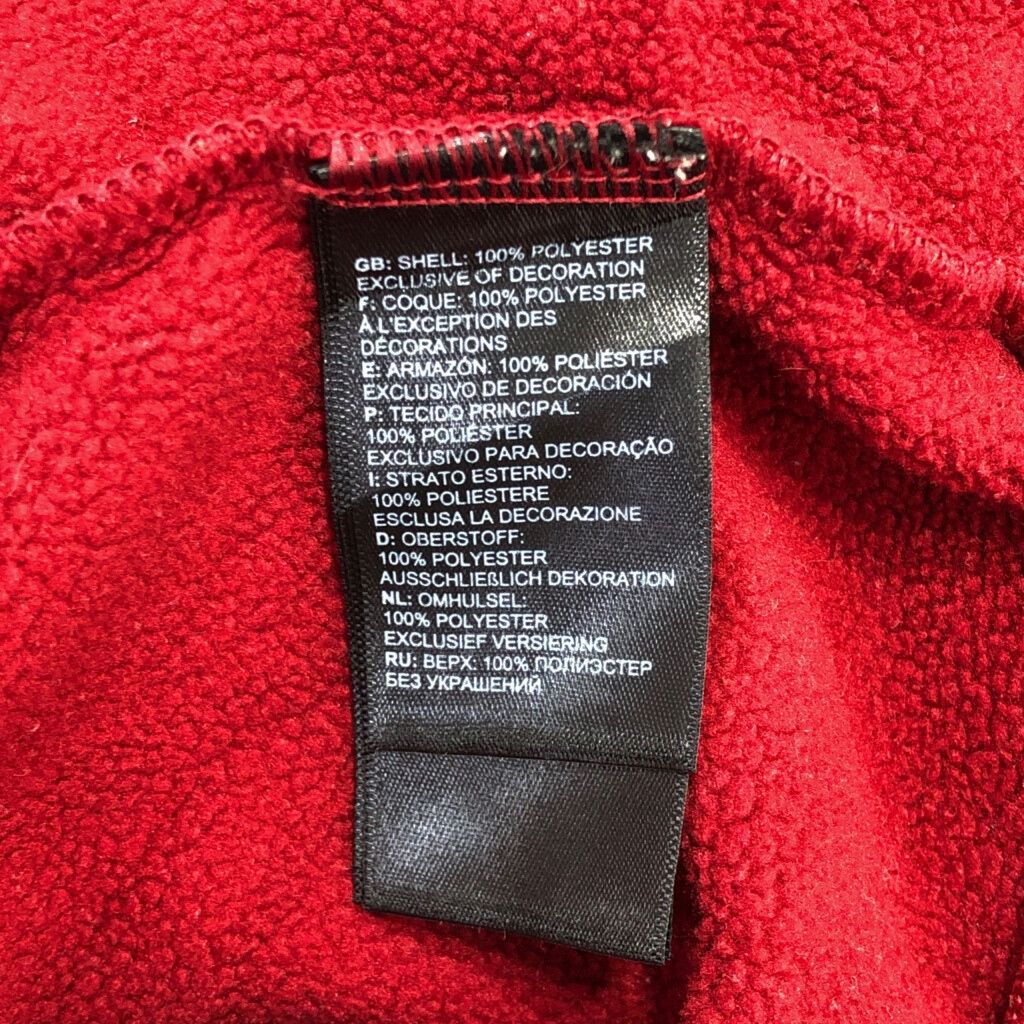 GB: SHELL: 100% POLYESTER
EXCLUSIVE OF DECORATION
F: COQUE: 100% POLYESTER
À L'EXCEPTION DES
DÉCORATIONS
E: ARMAZÓN: 100% POLIÉSTER
EXCLUSIVO DE DECORACIÓN
P: TECIDO PRINCIPAL:
100% POLIÉSTER
EXCLUSIVO PARA DECORAÇÃO
I: STRATO ESTERNO:
100% POLIESTERE
ESCLUSA LA DECORAZIONE
D: OBERSTOFF:
100% POLYESTER
AUSSCHLIEßLICH DEKORATION
NL: OMHULSEL:
100% POLYESTER
EXCLUSIEF VERSIERING
RU: ВЕРХ: 100% ПОЛИЭСТЕР
БЕЗ УКРАШЕНИЙ